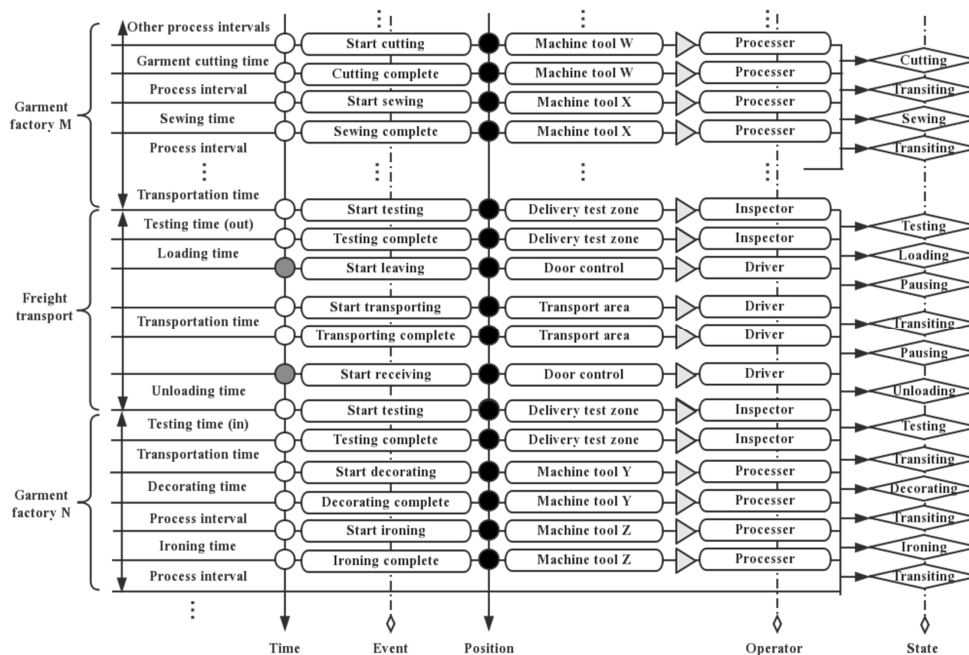 Other process intervals
Start cutting Machine tool W Processer
Garment cutting time Cutting
Cutting complete Machine tool W Processer
Process interval Transiting
Start sewing Machine tool X Processer
Garment factory M
Sewing time Sewing
Sewing complete Machine tool X Processer
Process interval Transiting
Transportation time
Start testing Delivery test zone Inspector
Testing time (out) Testing
Testing complete Delivery test zone Inspector
Loading time Loading
Start leaving Door control Driver
Pausing
Freight transport
Start transporting Transport area Driver
Transportation time Transiting
Transporting complete Transport area Driver
Pausing
Start receiving Door control Driver
Unloading time Unloading
Start testing Delivery test zone Inspector
Testing time (in) Testing
Testing complete Delivery test zone Inspector
Transportation time Transiting
Start decorating Machine tool Y Processer
Decorating time Decorating
Garment factory N
Decorating complete Machine tool Y Processer
Process interval Transiting
Start ironing Machine tool Z Processer
Ironing time Ironing
Ironing complete Machine tool Z Processer
Process interval Transiting
Time Event Position Operator State